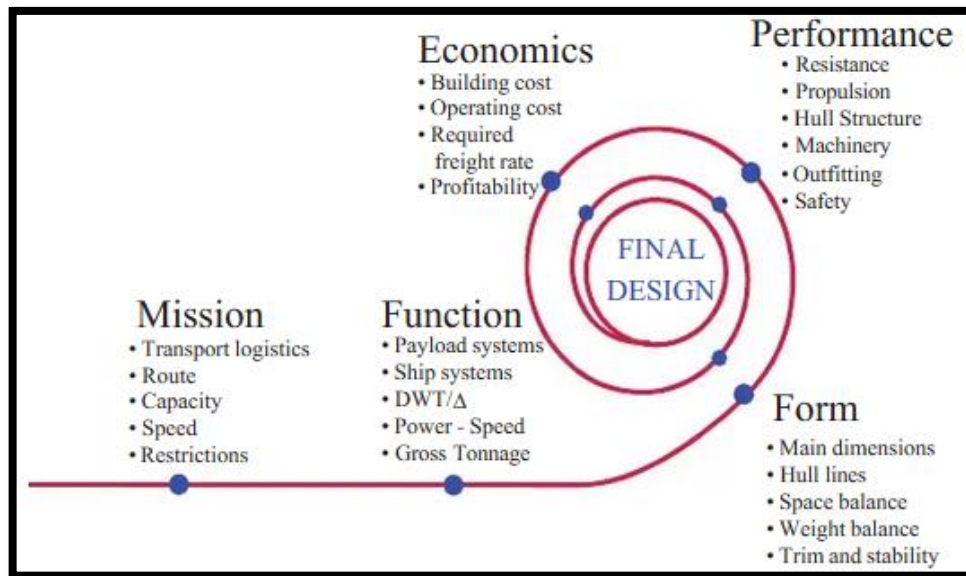 Economics
• Building cost
• Operating cost
• Required
freight rate
• Profitability
Performance
• Resistance
• Propulsion
• Hull Structure
• Machinery
• Outfitting
• Safety
FINAL
DESIGN
Mission
• Transport logistics
• Route
• Capacity
• Speed
• Restrictions
Function
• Payload systems
• Ship systems
• DWT/Δ
• Power - Speed
• Gross Tonnage
Form
• Main dimensions
• Hull lines
• Space balance
• Weight balance
• Trim and stability